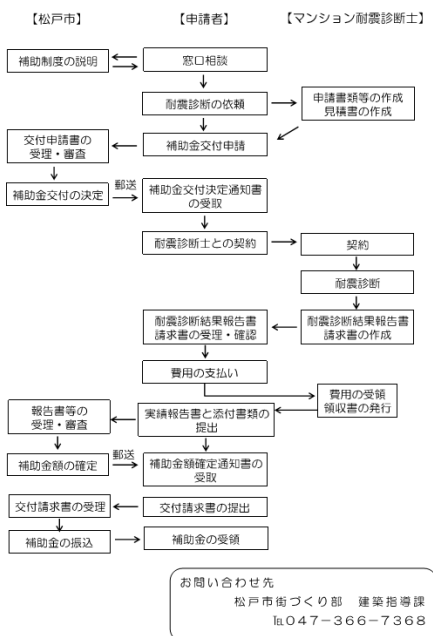 【松戸市】
【申請者】
【マンション耐震診断士】
補助制度の説明
窓口相談
耐震診断の依頼
申請書類等の作成
見積書の作成
交付申請書の
受理・審査
補助金交付申請
補助金交付の決定
郵送
補助金交付決定通知書
の受取
耐震診断士との契約
契約
耐震診断
耐震診断結果報告書
請求書の受理・確認
耐震診断結果報告書
請求書の作成
費用の支払い
費用の受領
領収書の発行
報告書等の
受理・審査
実績報告書と添付書類の
提出
補助金額の確定
郵送
補助金額確定通知書の
受取
交付請求書の受理
交付請求書の提出
補助金の振込
補助金の受領
お問い合わせ先
松戸市街づくり部 建築指導課
℡047-366-7368